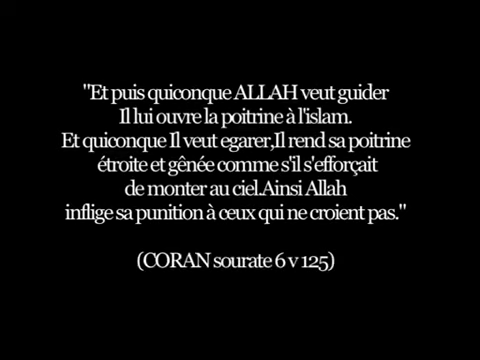 "Et puis quiconque ALLAH veut guider
Il lui ouvre la poitrine à l'islam.
Et quiconque Il veut egarer,Il rend sa poitrine
étroite et gênée comme s'il s'efforçait
de monter au ciel.Ainsi Allah
inflige sa punition à ceux qui ne croient pas."
(CORAN sourate 6 v 125)